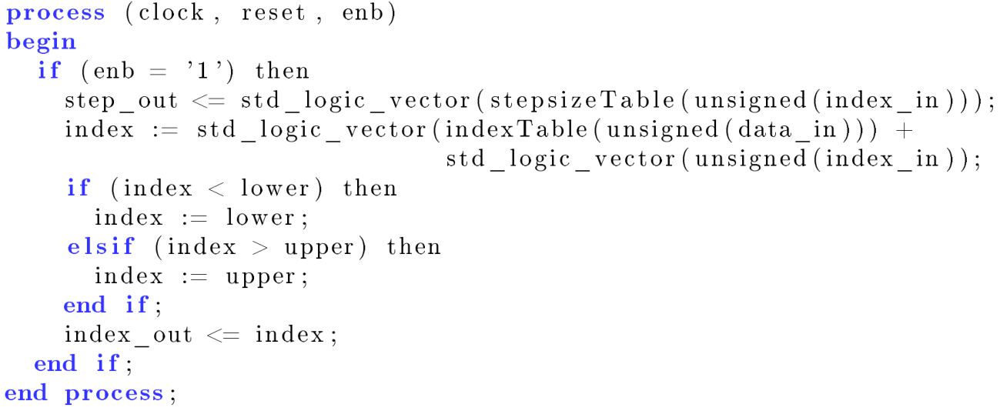 process (clock, reset, enb)
begin
  if (enb = '1') then
    step_out <= std_logic_vector(stepsizeTable(unsigned(index_in)));
    index := std_logic_vector(indexTable(unsigned(data_in))) +
                              std_logic_vector(unsigned(index_in));
    if (index < lower) then
      index := lower;
    elsif (index > upper) then
      index := upper;
    end if;
    index_out <= index;
  end if;
end process;